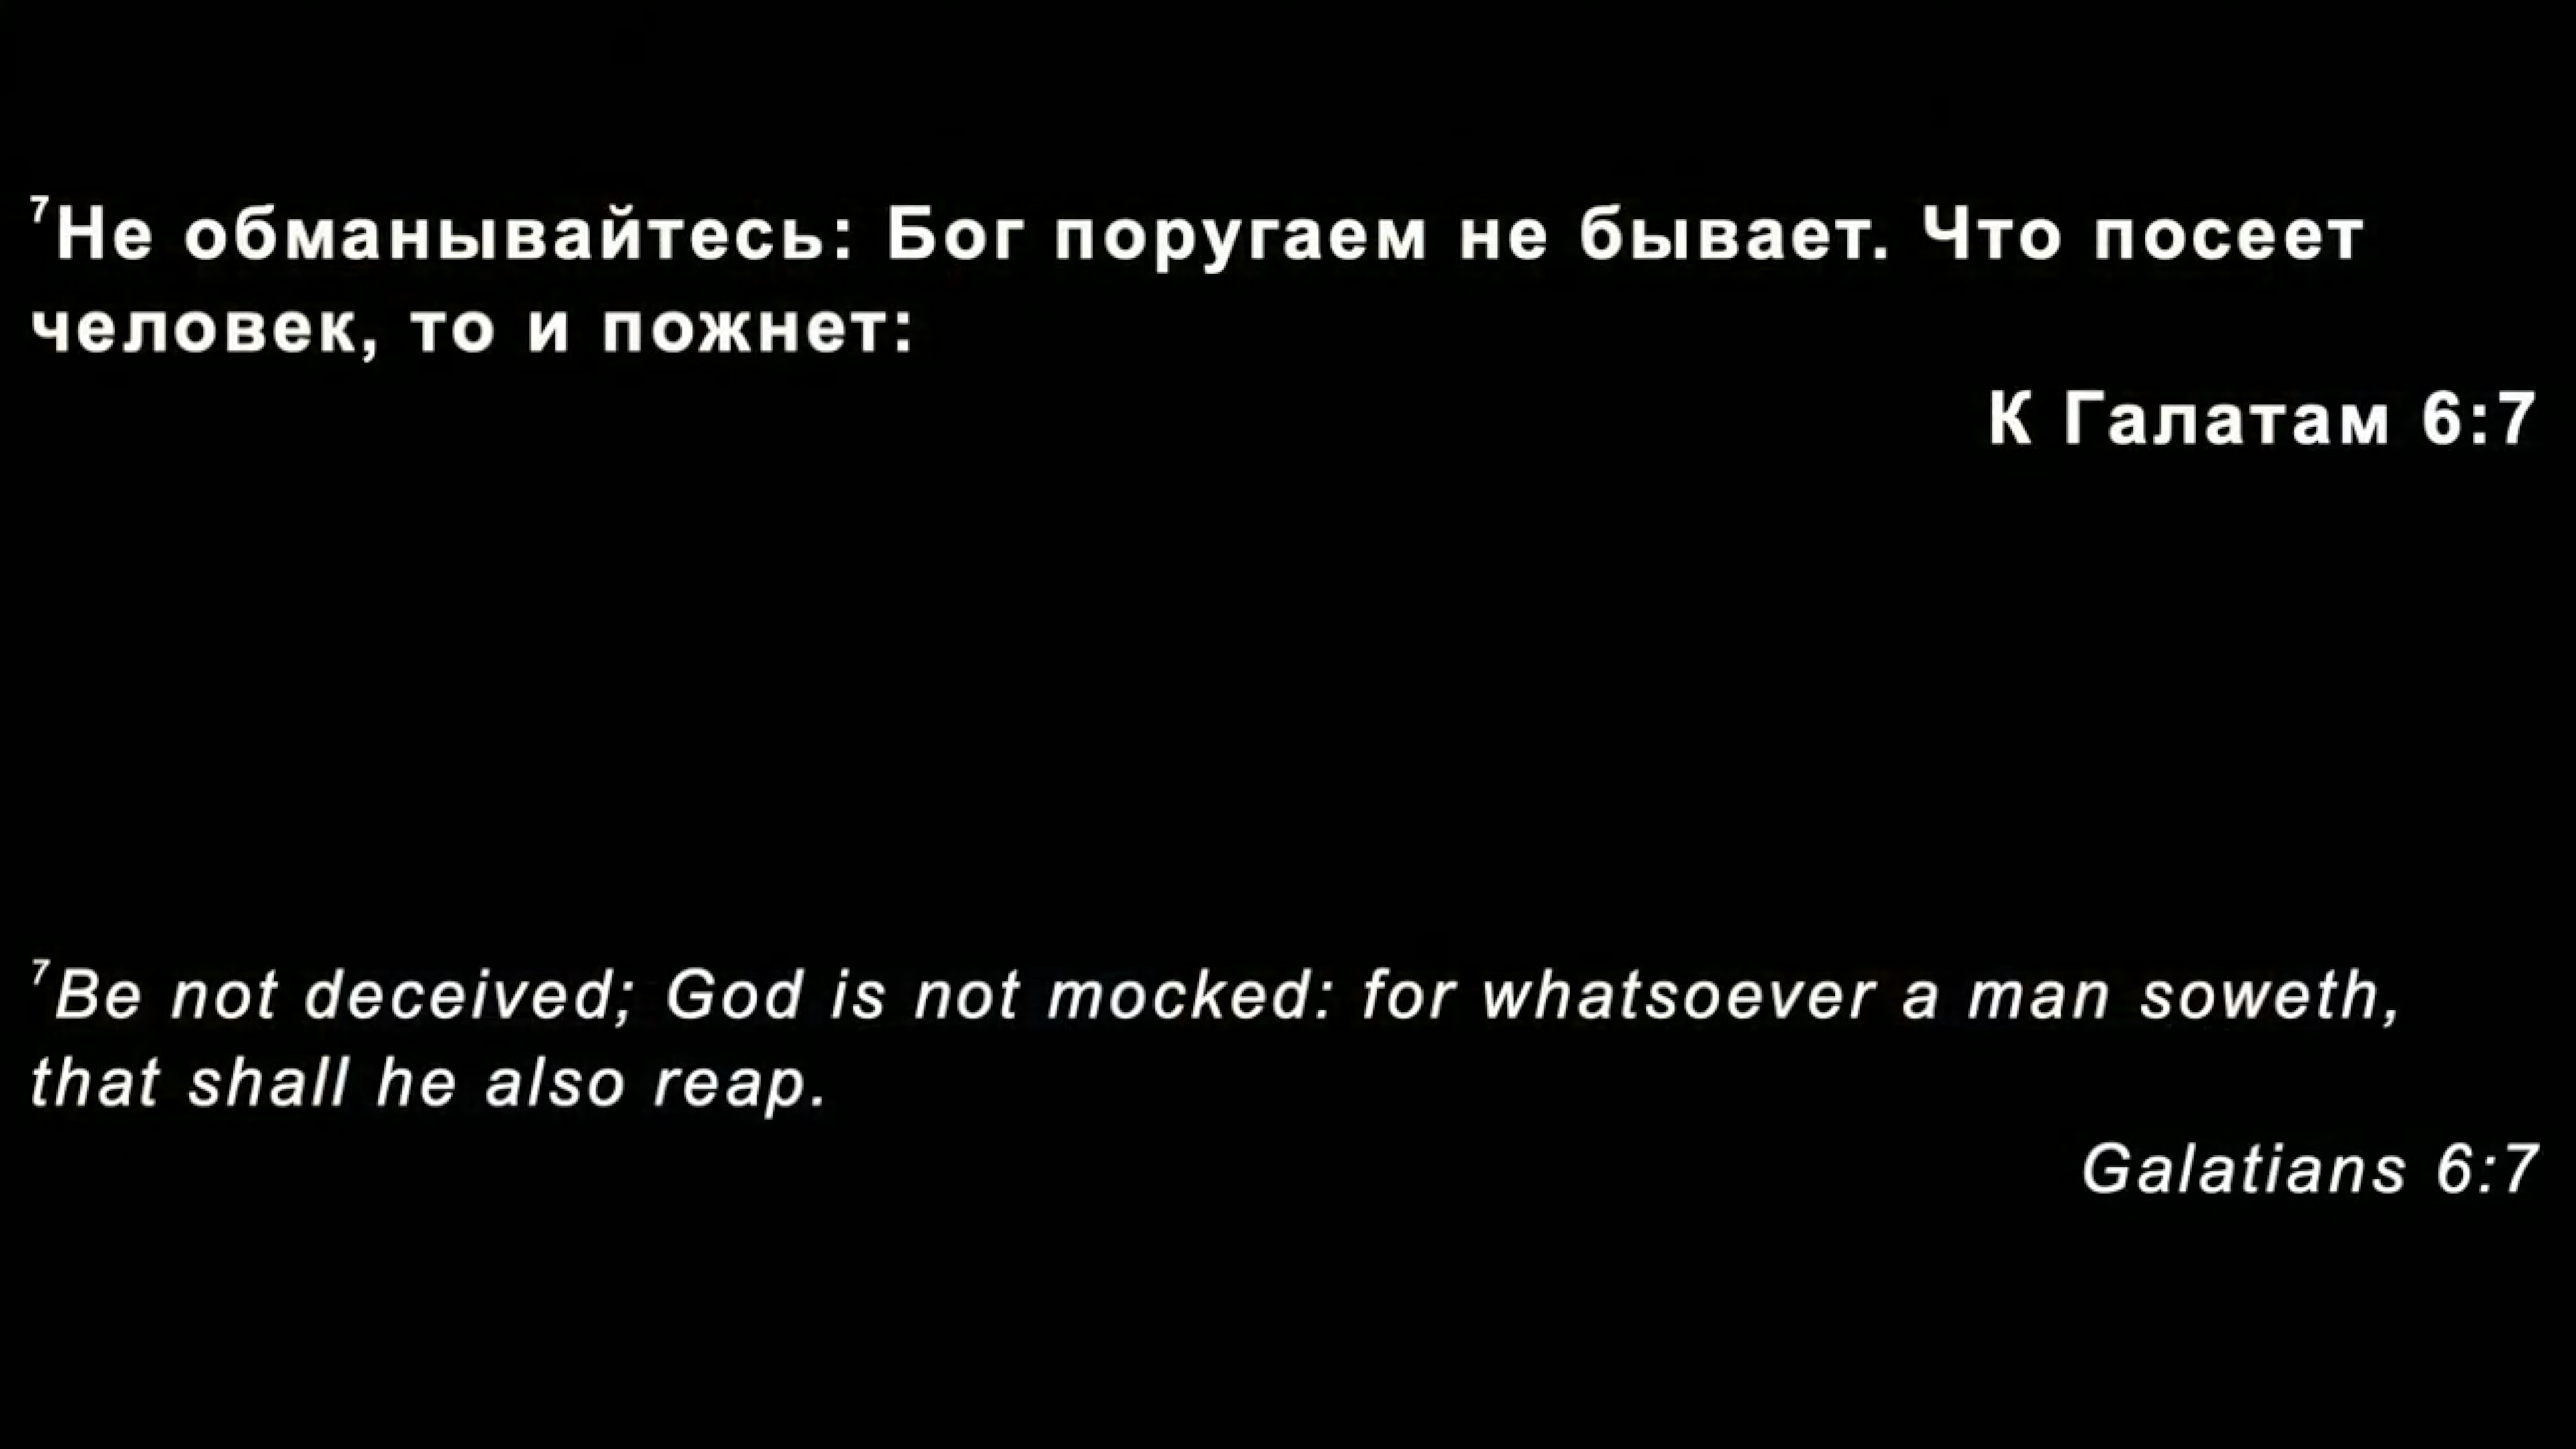 ⁷Не обманывайтесь: Бог поругаем не бывает. Что посеет
человек, то и пожнет:
К Галатам 6:7
⁷Be not deceived; God is not mocked: for whatsoever a man soweth,
that shall he also reap.
Galatians 6:7